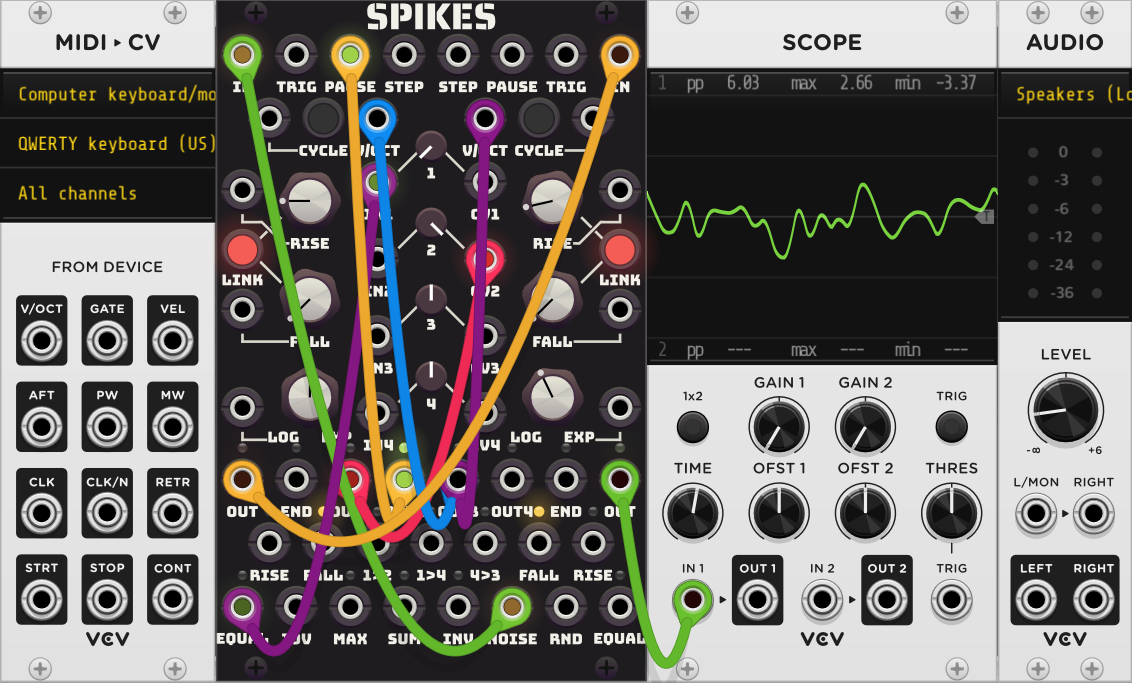 MIDI ▸ CV
Computer keyboard/mo
QWERTY keyboard (US)
All channels
FROM DEVICE
V/OCT GATE VEL
AFT PW MW
CLK CLK/N RETR
STRT STOP CONT
VCV
SPIKES
TRIG PAUSE STEP STEP PAUSE TRIG IN
CYCLE V/OCT V/OCT CYCLE
1
CV1
RISE 2 RISE
LINK IN2 CV2 LINK
3
FALL FALL
4
LOG IN4 LOG EXP
OUT END OUT4 END OUT
RISE FALL 1>2 1>4 4>3 FALL RISE
EQUAL MAX SUM INV NOISE RND EQUAL
SCOPE
1 pp 6.03 max 2.66 min -3.37
T
2 pp --- max --- min ---
1x2 GAIN 1 GAIN 2 TRIG
TIME OFST 1 OFST 2 THRES
IN 1 OUT 1 IN 2 OUT 2 TRIG
VCV
AUDIO
Speakers (Lo
0
-3
-6
-12
-24
-36
LEVEL
-∞ +6
L/MON RIGHT
LEFT RIGHT
VCV